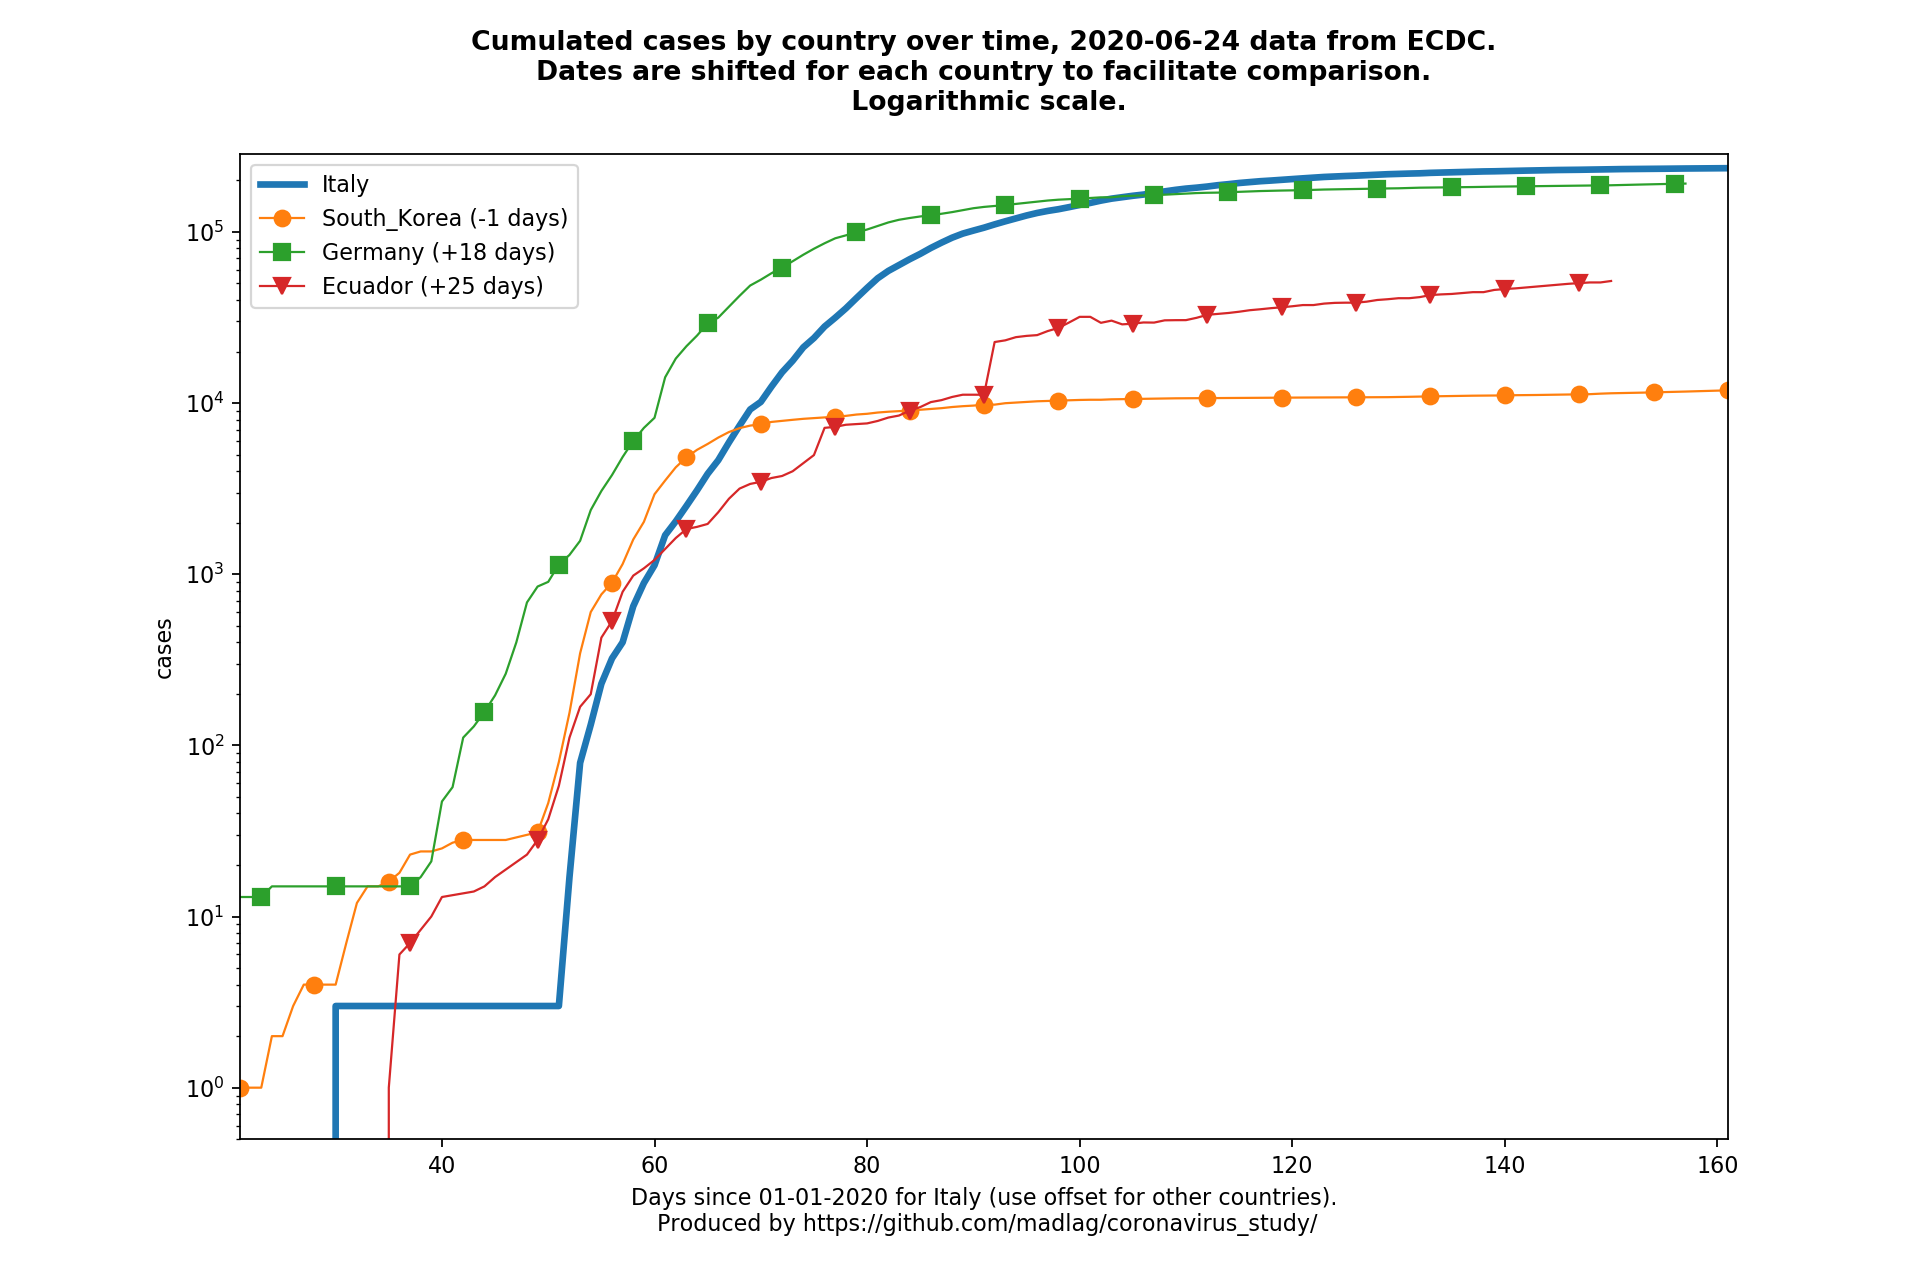 Cumulated cases by country over time, 2020-06-24 data from ECDC.
Dates are shifted for each country to facilitate comparison.
Logarithmic scale.
Italy
South_Korea (-1 days)
Germany (+18 days)
Ecuador (+25 days)
10^5
10^4
10^3
10^2
10^1
10^0
cases
40 60 80 100 120 140 160
Days since 01-01-2020 for Italy (use offset for other countries).
Produced by https://github.com/madlag/coronavirus_study/